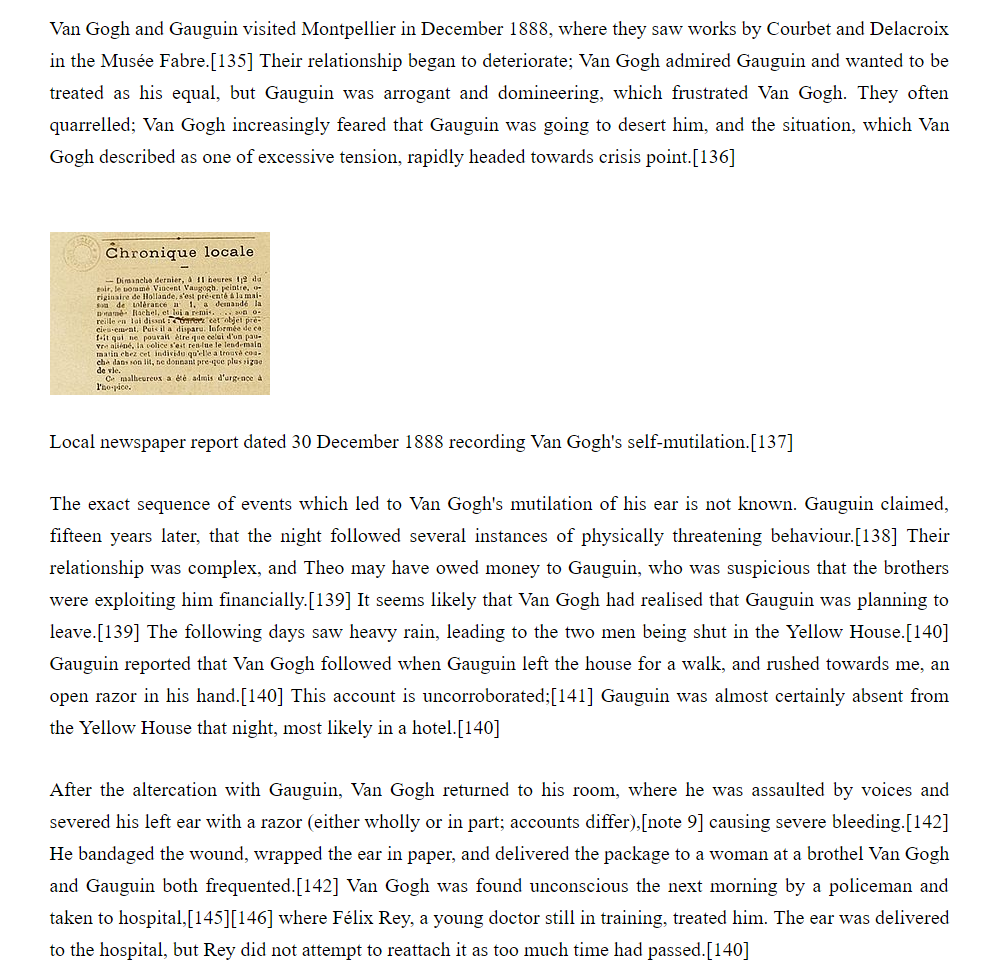 Van Gogh and Gauguin visited Montpellier in December 1888, where they saw works by Courbet and Delacroix
in the Musée Fabre.[135] Their relationship began to deteriorate; Van Gogh admired Gauguin and wanted to be
treated as his equal, but Gauguin was arrogant and domineering, which frustrated Van Gogh. They often
quarrelled; Van Gogh increasingly feared that Gauguin was going to desert him, and the situation, which Van
Gogh described as one of excessive tension, rapidly headed towards crisis point.[136]
Chronique locale
— Dimanche dernier, à 11 heures 1/2 du
soir, le nommé Vincent Vaugogh, peintre, o-
riginaire de Hollande, s'est présenté à la mai-
son de tolérance n° 1, a demandé la
nommée Rachel, et lui a remis... son o-
reille en lui disant : « Gardez cet objet pré-
cieusement. Puis il a disparu. Informée de ce
fait qui ne pouvait être que celui d'un pau-
vre aliéné, la police s'est rendue le lendemain
matin chez cet individu qu'elle a trouvé cou-
ché dans son lit, ne donnant presque plus signe
de vie.
Ce malheureux a été admis d'urgence à
l'hospice.
Local newspaper report dated 30 December 1888 recording Van Gogh's self-mutilation.[137]
The exact sequence of events which led to Van Gogh's mutilation of his ear is not known. Gauguin claimed,
fifteen years later, that the night followed several instances of physically threatening behaviour.[138] Their
relationship was complex, and Theo may have owed money to Gauguin, who was suspicious that the brothers
were exploiting him financially.[139] It seems likely that Van Gogh had realised that Gauguin was planning to
leave.[139] The following days saw heavy rain, leading to the two men being shut in the Yellow House.[140]
Gauguin reported that Van Gogh followed when Gauguin left the house for a walk, and rushed towards me, an
open razor in his hand.[140] This account is uncorroborated;[141] Gauguin was almost certainly absent from
the Yellow House that night, most likely in a hotel.[140]
After the altercation with Gauguin, Van Gogh returned to his room, where he was assaulted by voices and
severed his left ear with a razor (either wholly or in part; accounts differ),[note 9] causing severe bleeding.[142]
He bandaged the wound, wrapped the ear in paper, and delivered the package to a woman at a brothel Van Gogh
and Gauguin both frequented.[142] Van Gogh was found unconscious the next morning by a policeman and
taken to hospital,[145][146] where Félix Rey, a young doctor still in training, treated him. The ear was delivered
to the hospital, but Rey did not attempt to reattach it as too much time had passed.[140]